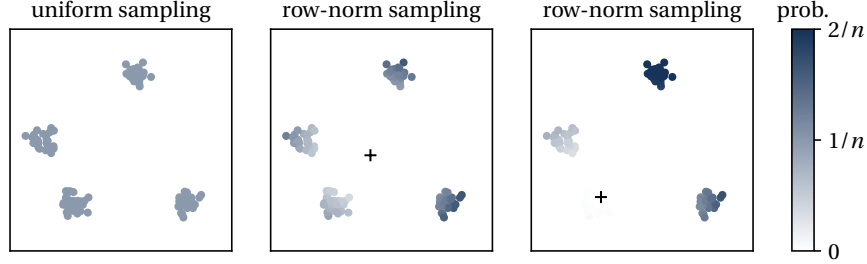 uniform sampling
row-norm sampling
row-norm sampling
prob.
2/n
1/n
0